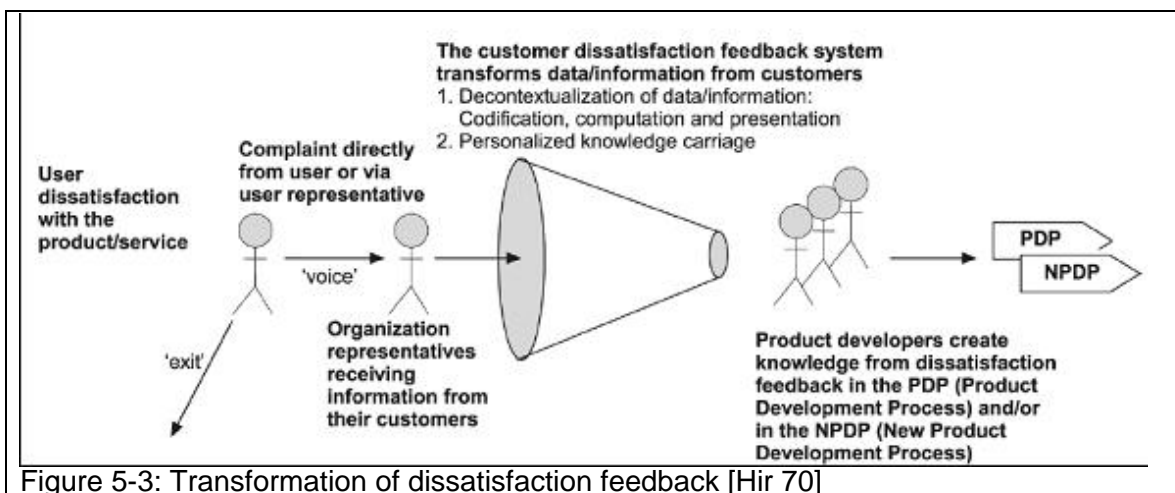 The customer dissatisfaction feedback system
transforms data/information from customers
1. Decontextualization of data/information:
Codification, computation and presentation
2. Personalized knowledge carriage
Complaint directly
from user or via
user representative
User
dissatisfaction
with the
product/service
'voice'
'exit'
Organization
representatives
receiving
information from
their customers
PDP
NPDP
Product developers create
knowledge from dissatisfaction
feedback in the PDP (Product
Development Process) and/or
in the NPDP (New Product
Development Process)
Figure 5-3: Transformation of dissatisfaction feedback [Hir 70]